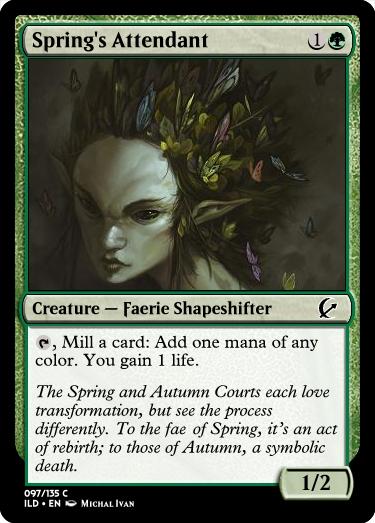 Spring's Attendant 1
Creature — Faerie Shapeshifter
, Mill a card: Add one mana of any
color. You gain 1 life.
The Spring and Autumn Courts each love
transformation, but see the process
differently. To the fae of Spring, it's an act
of rebirth; to those of Autumn, a symbolic
death.
1/2
097/135 C
ILD • EN Michal Ivan